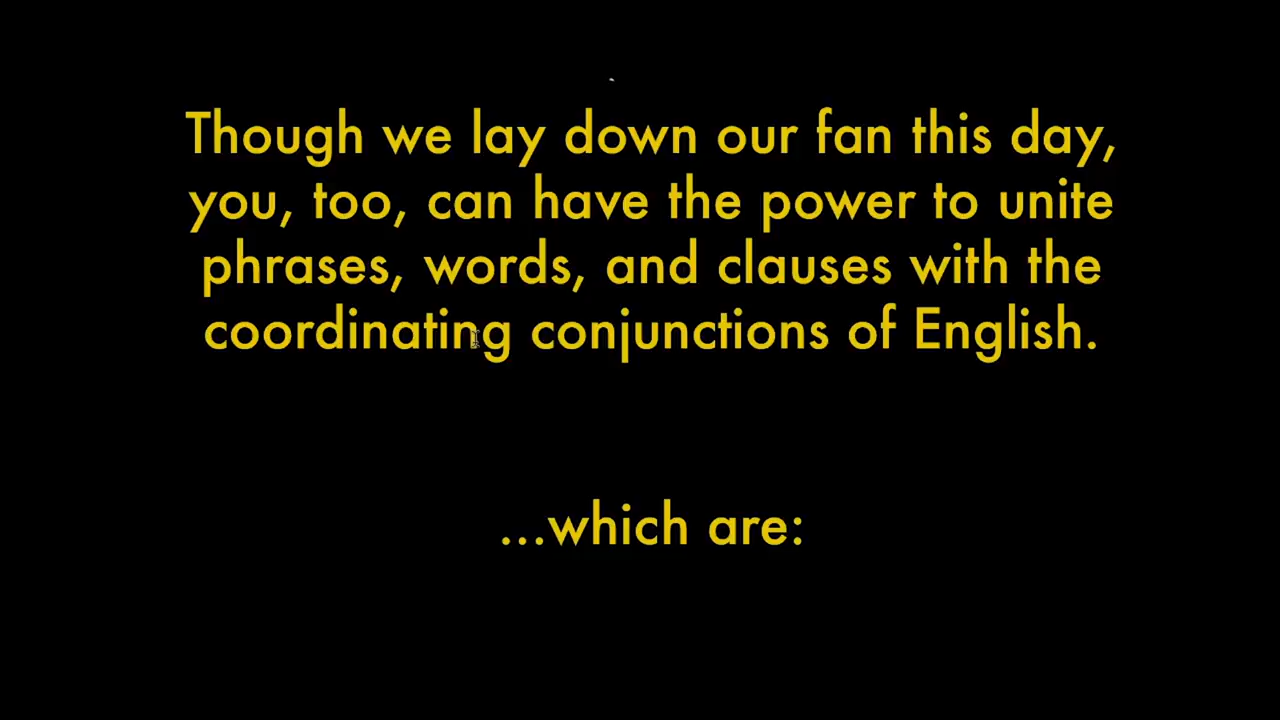 Though we lay down our fan this day,
you, too, can have the power to unite
phrases, words, and clauses with the
coordinating conjunctions of English.
...which are: